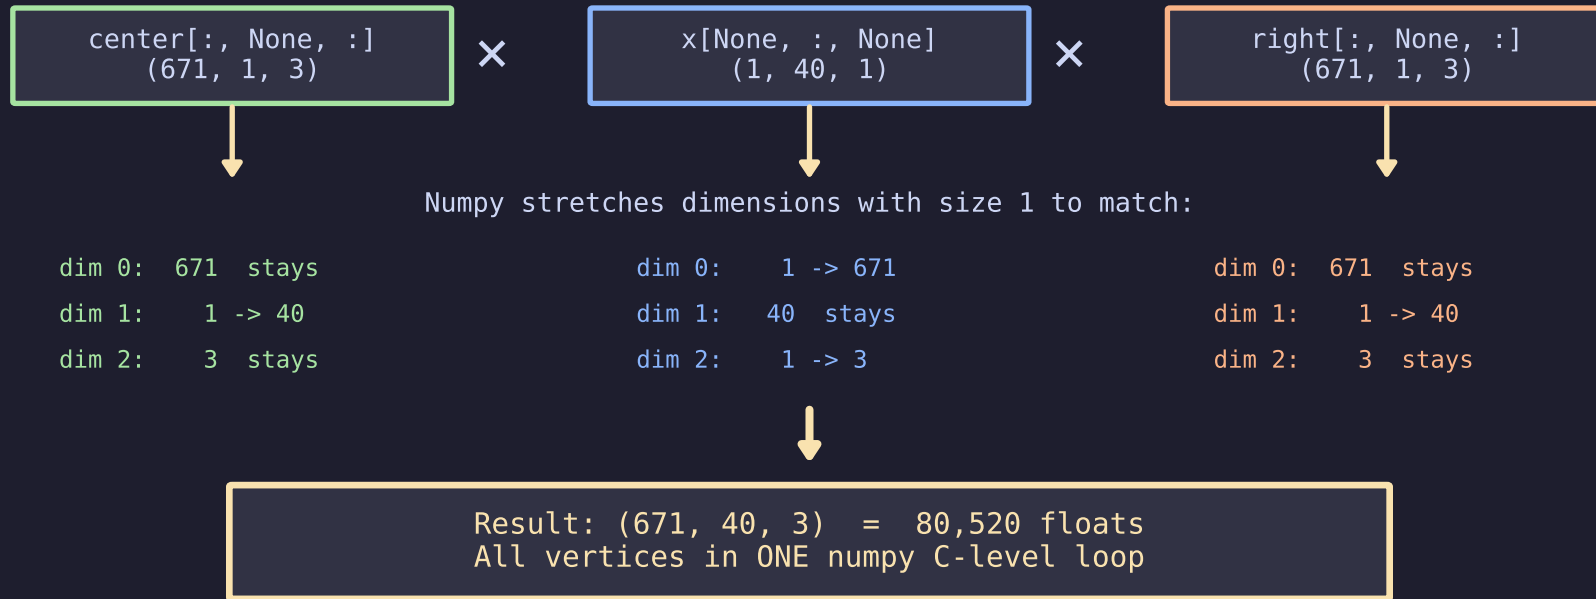 center[:, None, :]
(671, 1, 3)
×
x[None, :, None]
(1, 40, 1)
×
right[:, None, :]
(671, 1, 3)
Numpy stretches dimensions with size 1 to match:
dim 0:  671  stays
dim 1:    1 -> 40
dim 2:    3  stays
dim 0:    1 -> 671
dim 1:   40  stays
dim 2:    1 -> 3
dim 0:  671  stays
dim 1:    1 -> 40
dim 2:    3  stays
Result: (671, 40, 3)  =  80,520 floats
All vertices in ONE numpy C-level loop